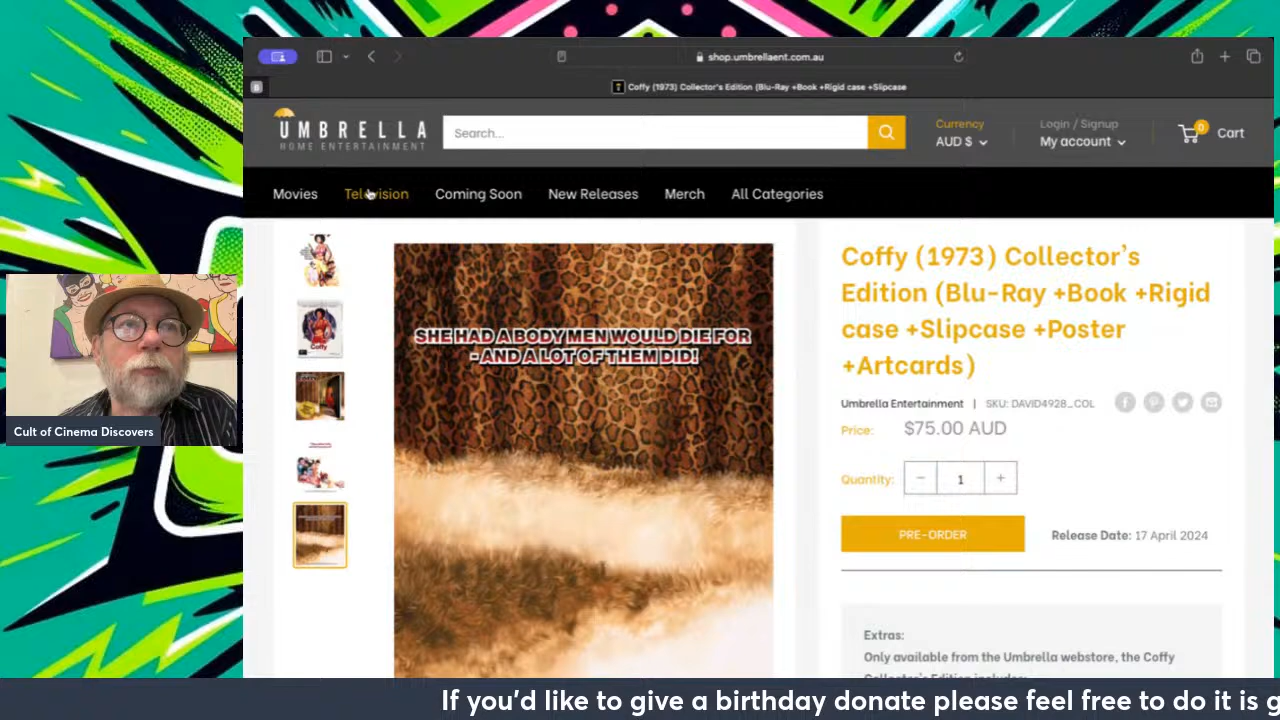 shop.umbrellaent.com.au
Coffy (1973) Collector's Edition (Blu-Ray +Book +Rigid case +Slipcase
UMBRELLA
HOME ENTERTAINMENT
Search...
Currency
AUD $
Login / Signup
My account
0
Cart
Movies
Television
Coming Soon
New Releases
Merch
All Categories
SHE HAD A BODY MEN WOULD DIE FOR
- AND A LOT OF THEM DID!
Coffy (1973) Collector's
Edition (Blu-Ray +Book +Rigid
case +Slipcase +Poster
+Artcards)
Umbrella Entertainment | SKU: DAVID4928_COL
Price: $75.00 AUD
Quantity: − 1 +
PRE-ORDER
Release Date: 17 April 2024
Extras:
Only available from the Umbrella webstore, the Coffy
Collector's Edition includes:
Coffy
Cult of Cinema Discovers
If you'd like to give a birthday donate please feel free to do it is g